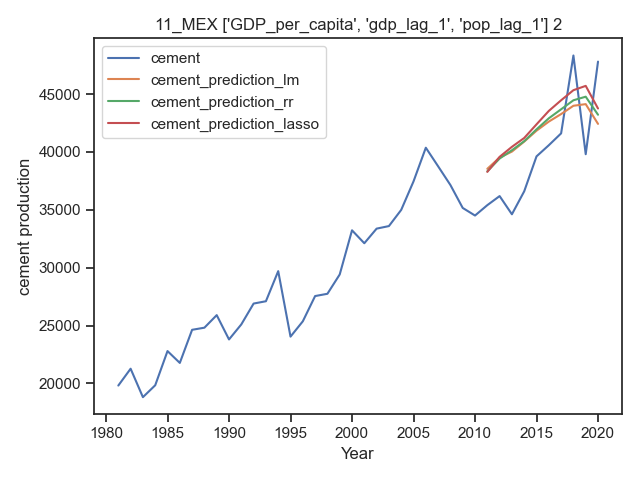 11_MEX ['GDP_per_capita', 'gdp_lag_1', 'pop_lag_1'] 2
cement
cement_prediction_lm
cement_prediction_rr
cement_prediction_lasso
45000
40000
35000
30000
25000
20000
cement production
1980 1985 1990 1995 2000 2005 2010 2015 2020
Year